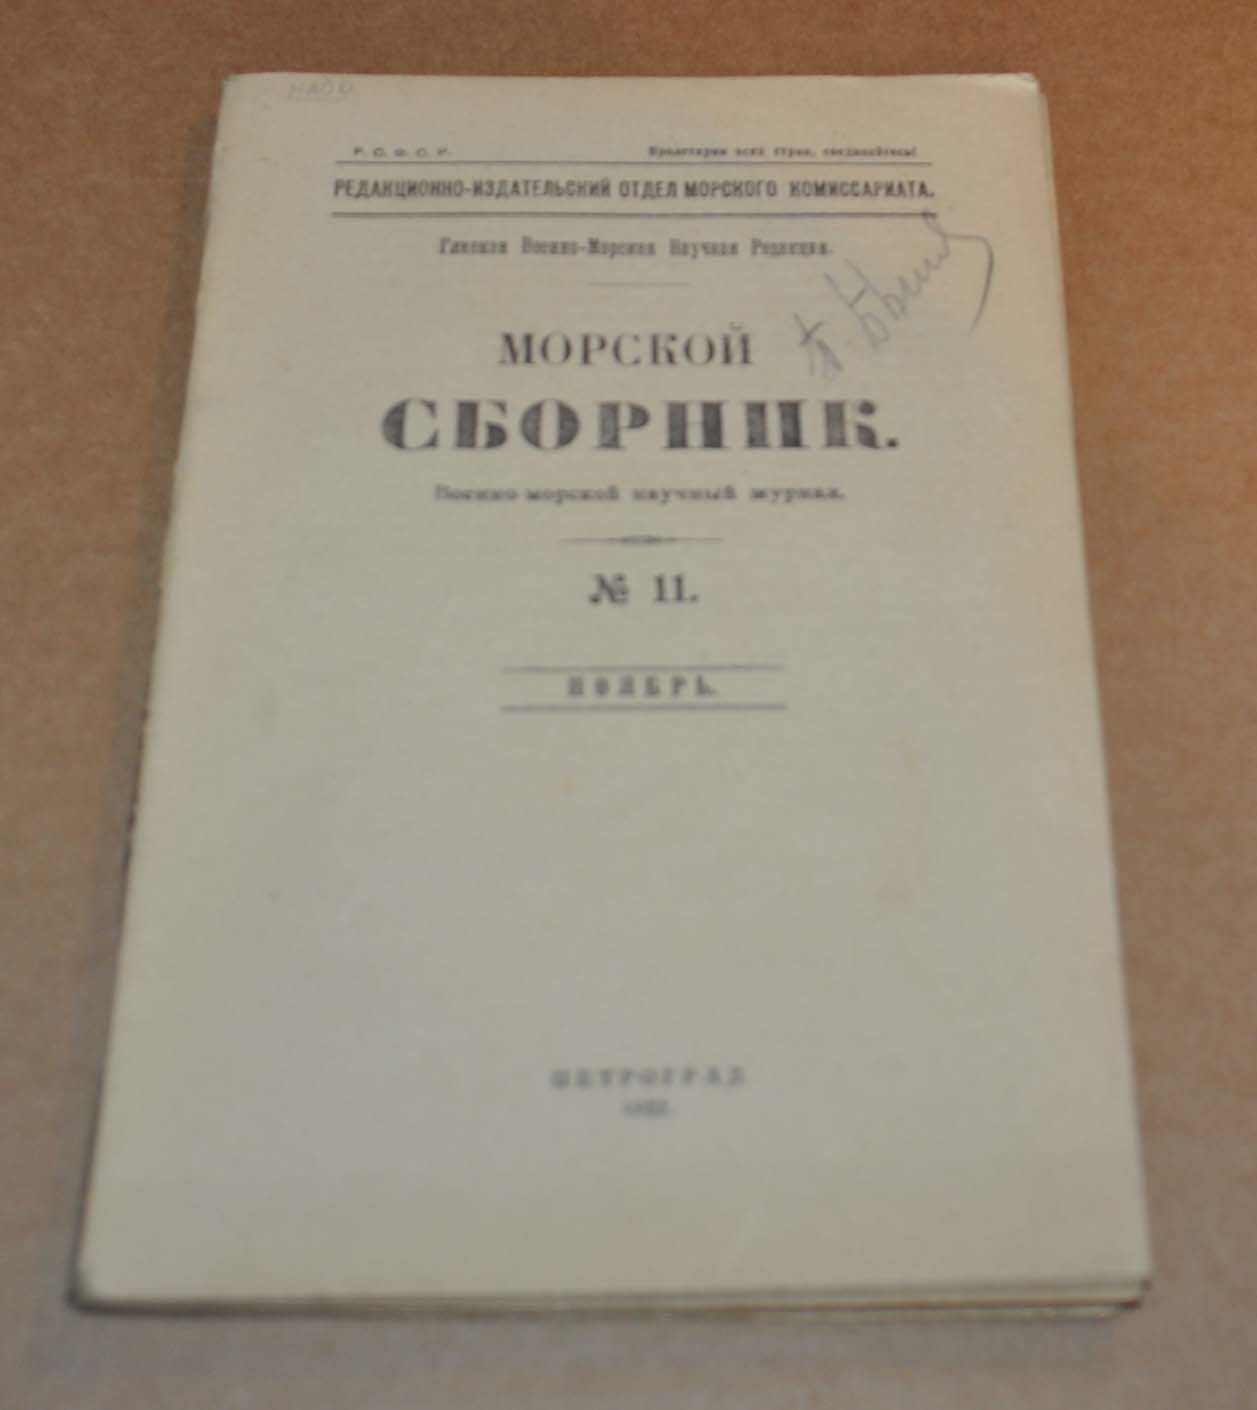 Р. С. Ф. С. Р. Пролетарии всех стран, соединяйтесь!
РЕДАКЦИОННО-ИЗДАТЕЛЬСКИЙ ОТДЕЛ МОРСКОГО КОМИССАРИАТА.
Главная Военно-Морская Научная Редакция.
МОРСКОЙ
СБОРНИК.
Военно-морской научный журнал.
№ 11.
НОЯБРЬ.
ПЕТРОГРАД